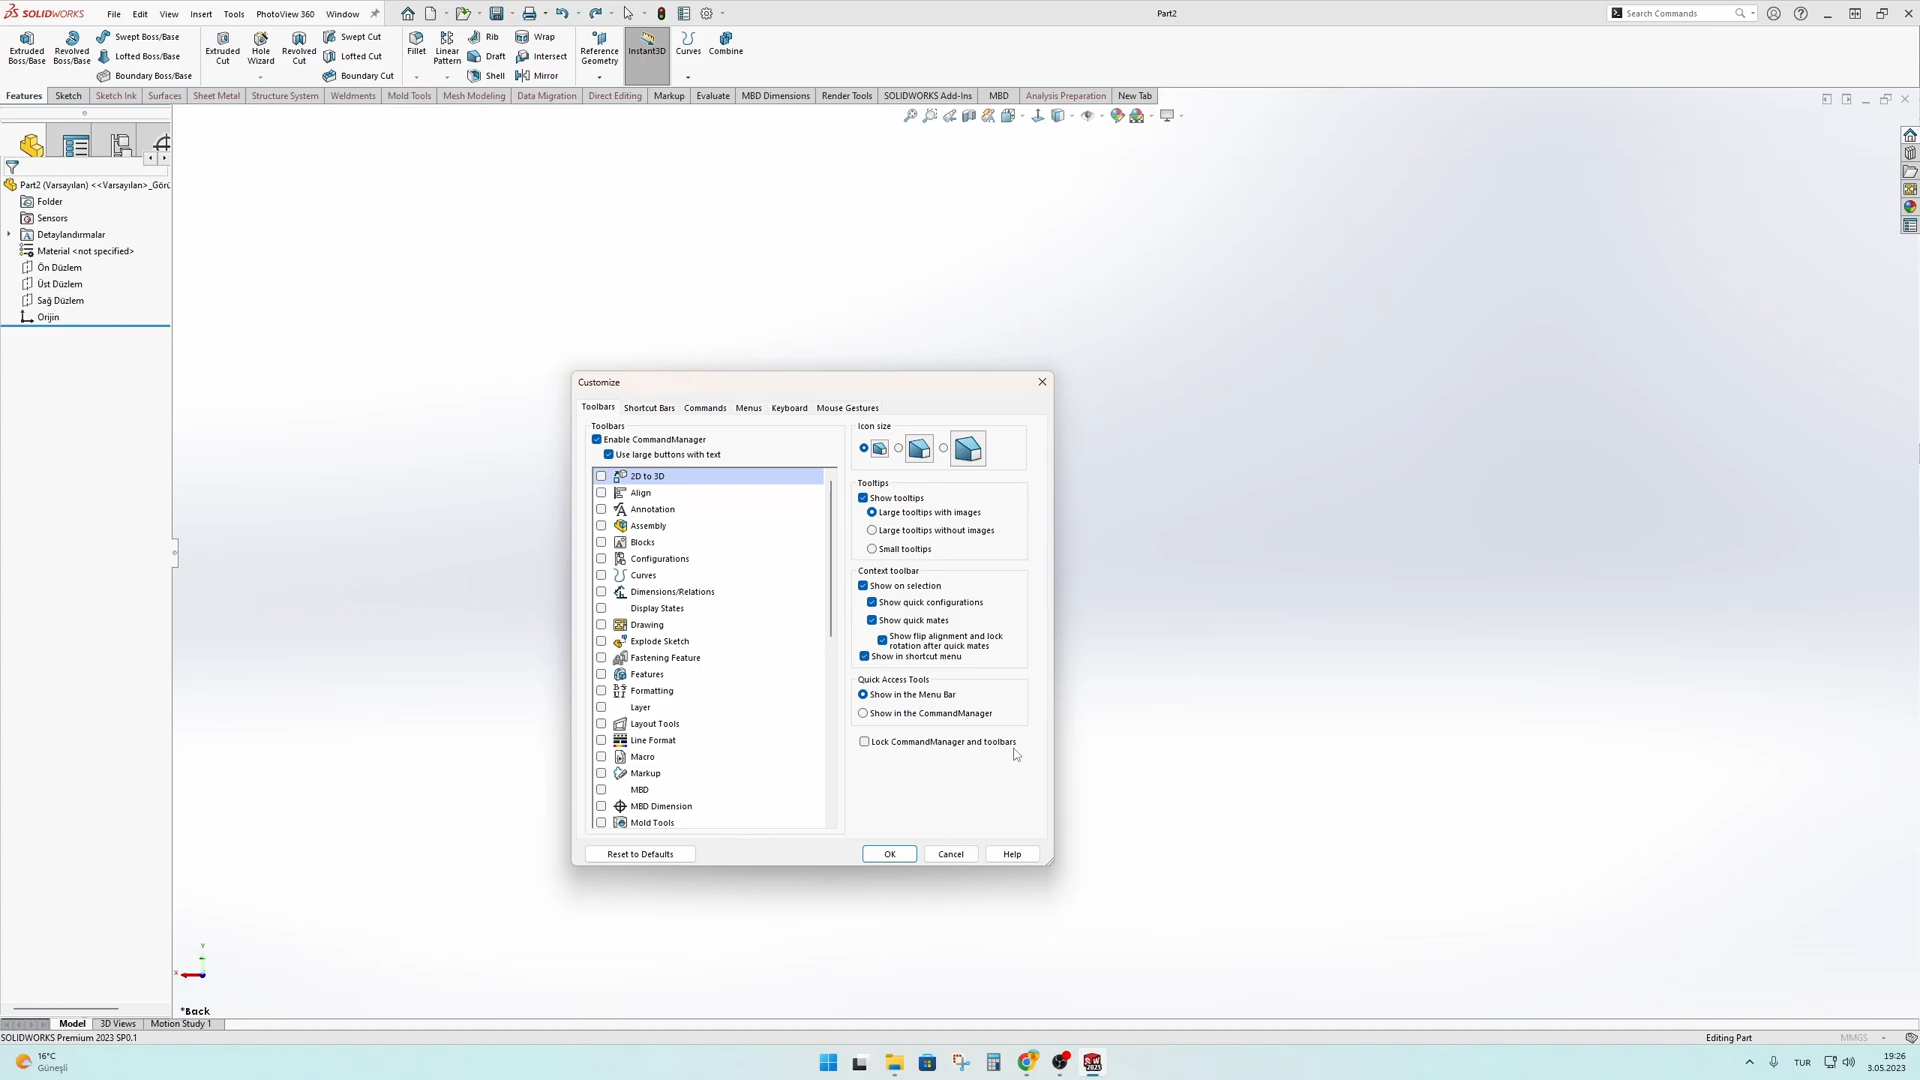 SOLIDWORKS File Edit View Insert Tools PhotoView 360 Window Part2 Search Commands
Extruded Boss/Base Revolved Boss/Base Swept Boss/Base Lofted Boss/Base Boundary Boss/Base Extruded Cut Hole Wizard Revolved Cut Swept Cut Lofted Cut Boundary Cut Fillet Linear Pattern Rib Draft Shell Wrap Intersect Mirror Reference Geometry Instant3D Curves Combine
Features Sketch Sketch Ink Surfaces Sheet Metal Structure System Weldments Mold Tools Mesh Modeling Data Migration Direct Editing Markup Evaluate MBD Dimensions Render Tools SOLIDWORKS Add-Ins MBD Analysis Preparation New Tab
Part2 (Varsayılan) <<Varsayılan>_Görü
Folder
Sensors
Detaylandırmalar
Material <not specified>
Ön Düzlem
Üst Düzlem
Sağ Düzlem
Orijin
Customize
Toolbars Shortcut Bars Commands Menus Keyboard Mouse Gestures
Toolbars
Enable CommandManager
Use large buttons with text
2D to 3D
Align
Annotation
Assembly
Blocks
Configurations
Curves
Dimensions/Relations
Display States
Drawing
Explode Sketch
Fastening Feature
Features
Formatting
Layer
Layout Tools
Line Format
Macro
Markup
MBD
MBD Dimension
Mold Tools
Icon size
Tooltips
Show tooltips
Large tooltips with images
Large tooltips without images
Small tooltips
Context toolbar
Show on selection
Show quick configurations
Show quick mates
Show flip alignment and lock
rotation after quick mates
Show in shortcut menu
Quick Access Tools
Show in the Menu Bar
Show in the CommandManager
Lock CommandManager and toolbars
Reset to Defaults OK Cancel Help
Y
X
*Back
Model 3D Views Motion Study 1
SOLIDWORKS Premium 2023 SP0.1 Editing Part MMGS
16°C
Güneşli
TUR
19:26
3.05.2023